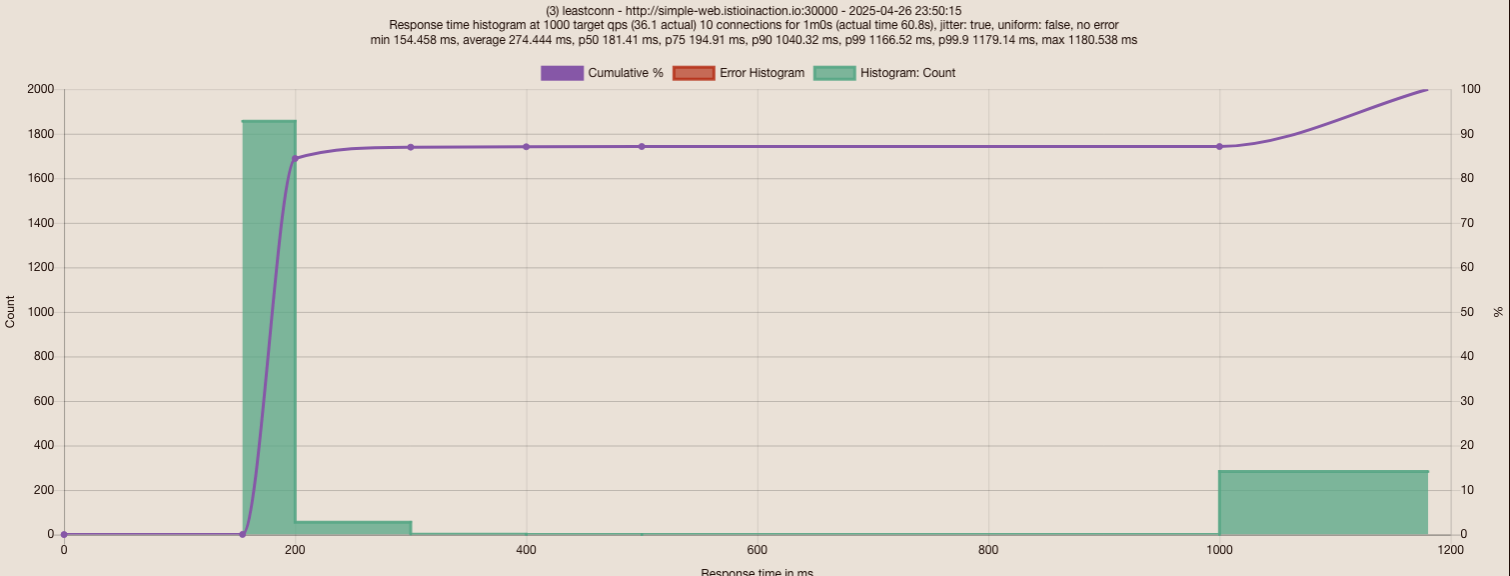 (3) leastconn - http://simple-web.istioinaction.io:30000 - 2025-04-26 23:50:15
Response time histogram at 1000 target qps (36.1 actual) 10 connections for 1m0s (actual time 60.8s), jitter: true, uniform: false, no error
min 154.458 ms, average 274.444 ms, p50 181.41 ms, p75 194.91 ms, p90 1040.32 ms, p99 1166.52 ms, p99.9 1179.14 ms, max 1180.538 ms
Cumulative % Error Histogram Histogram: Count
2000 100
1800 90
1600 80
1400 70
1200 60
1000 50
800 40
600 30
400 20
200 10
0 0
Count
%
0 200 400 600 800 1000 1200
Response time in ms